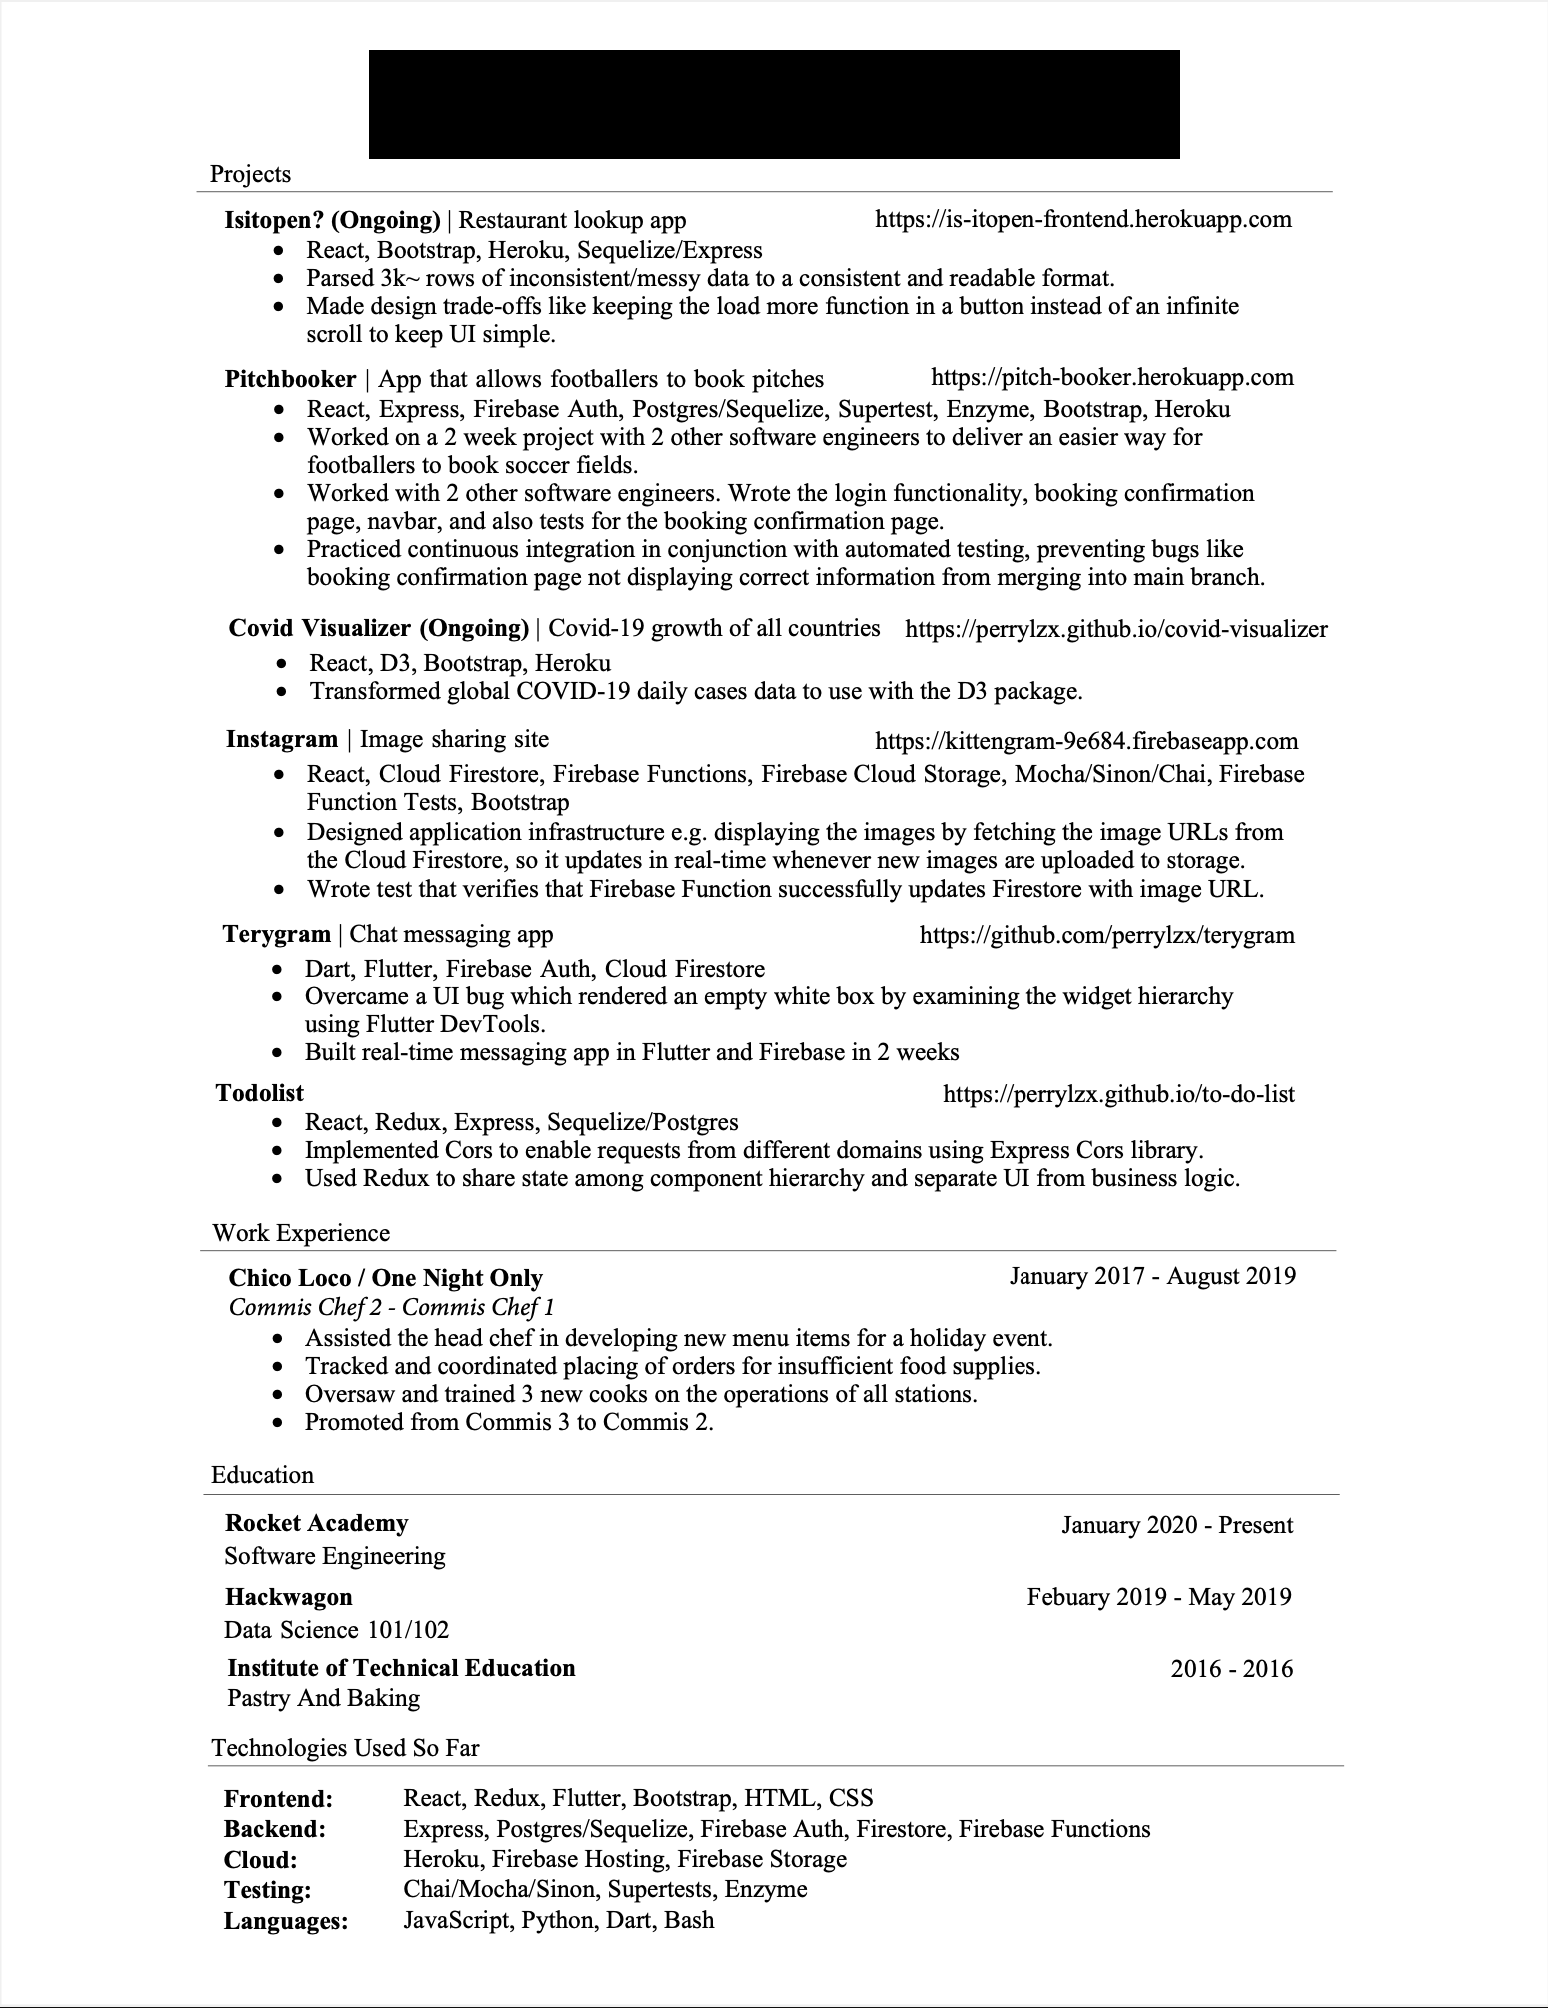 Projects
Isitopen? (Ongoing) | Restaurant lookup app https://is-itopen-frontend.herokuapp.com
• React, Bootstrap, Heroku, Sequelize/Express
• Parsed 3k~ rows of inconsistent/messy data to a consistent and readable format.
• Made design trade-offs like keeping the load more function in a button instead of an infinite
scroll to keep UI simple.
Pitchbooker | App that allows footballers to book pitches https://pitch-booker.herokuapp.com
• React, Express, Firebase Auth, Postgres/Sequelize, Supertest, Enzyme, Bootstrap, Heroku
• Worked on a 2 week project with 2 other software engineers to deliver an easier way for
footballers to book soccer fields.
• Worked with 2 other software engineers. Wrote the login functionality, booking confirmation
page, navbar, and also tests for the booking confirmation page.
• Practiced continuous integration in conjunction with automated testing, preventing bugs like
booking confirmation page not displaying correct information from merging into main branch.
Covid Visualizer (Ongoing) | Covid-19 growth of all countries https://perrylzx.github.io/covid-visualizer
• React, D3, Bootstrap, Heroku
• Transformed global COVID-19 daily cases data to use with the D3 package.
Instagram | Image sharing site https://kittengram-9e684.firebaseapp.com
• React, Cloud Firestore, Firebase Functions, Firebase Cloud Storage, Mocha/Sinon/Chai, Firebase
Function Tests, Bootstrap
• Designed application infrastructure e.g. displaying the images by fetching the image URLs from
the Cloud Firestore, so it updates in real-time whenever new images are uploaded to storage.
• Wrote test that verifies that Firebase Function successfully updates Firestore with image URL.
Terygram | Chat messaging app https://github.com/perrylzx/terygram
• Dart, Flutter, Firebase Auth, Cloud Firestore
• Overcame a UI bug which rendered an empty white box by examining the widget hierarchy
using Flutter DevTools.
• Built real-time messaging app in Flutter and Firebase in 2 weeks
Todolist https://perrylzx.github.io/to-do-list
• React, Redux, Express, Sequelize/Postgres
• Implemented Cors to enable requests from different domains using Express Cors library.
• Used Redux to share state among component hierarchy and separate UI from business logic.
Work Experience
Chico Loco / One Night Only January 2017 - August 2019
Commis Chef 2 - Commis Chef 1
• Assisted the head chef in developing new menu items for a holiday event.
• Tracked and coordinated placing of orders for insufficient food supplies.
• Oversaw and trained 3 new cooks on the operations of all stations.
• Promoted from Commis 3 to Commis 2.
Education
Rocket Academy January 2020 - Present
Software Engineering
Hackwagon Febuary 2019 - May 2019
Data Science 101/102
Institute of Technical Education 2016 - 2016
Pastry And Baking
Technologies Used So Far
Frontend: React, Redux, Flutter, Bootstrap, HTML, CSS
Backend: Express, Postgres/Sequelize, Firebase Auth, Firestore, Firebase Functions
Cloud: Heroku, Firebase Hosting, Firebase Storage
Testing: Chai/Mocha/Sinon, Supertests, Enzyme
Languages: JavaScript, Python, Dart, Bash